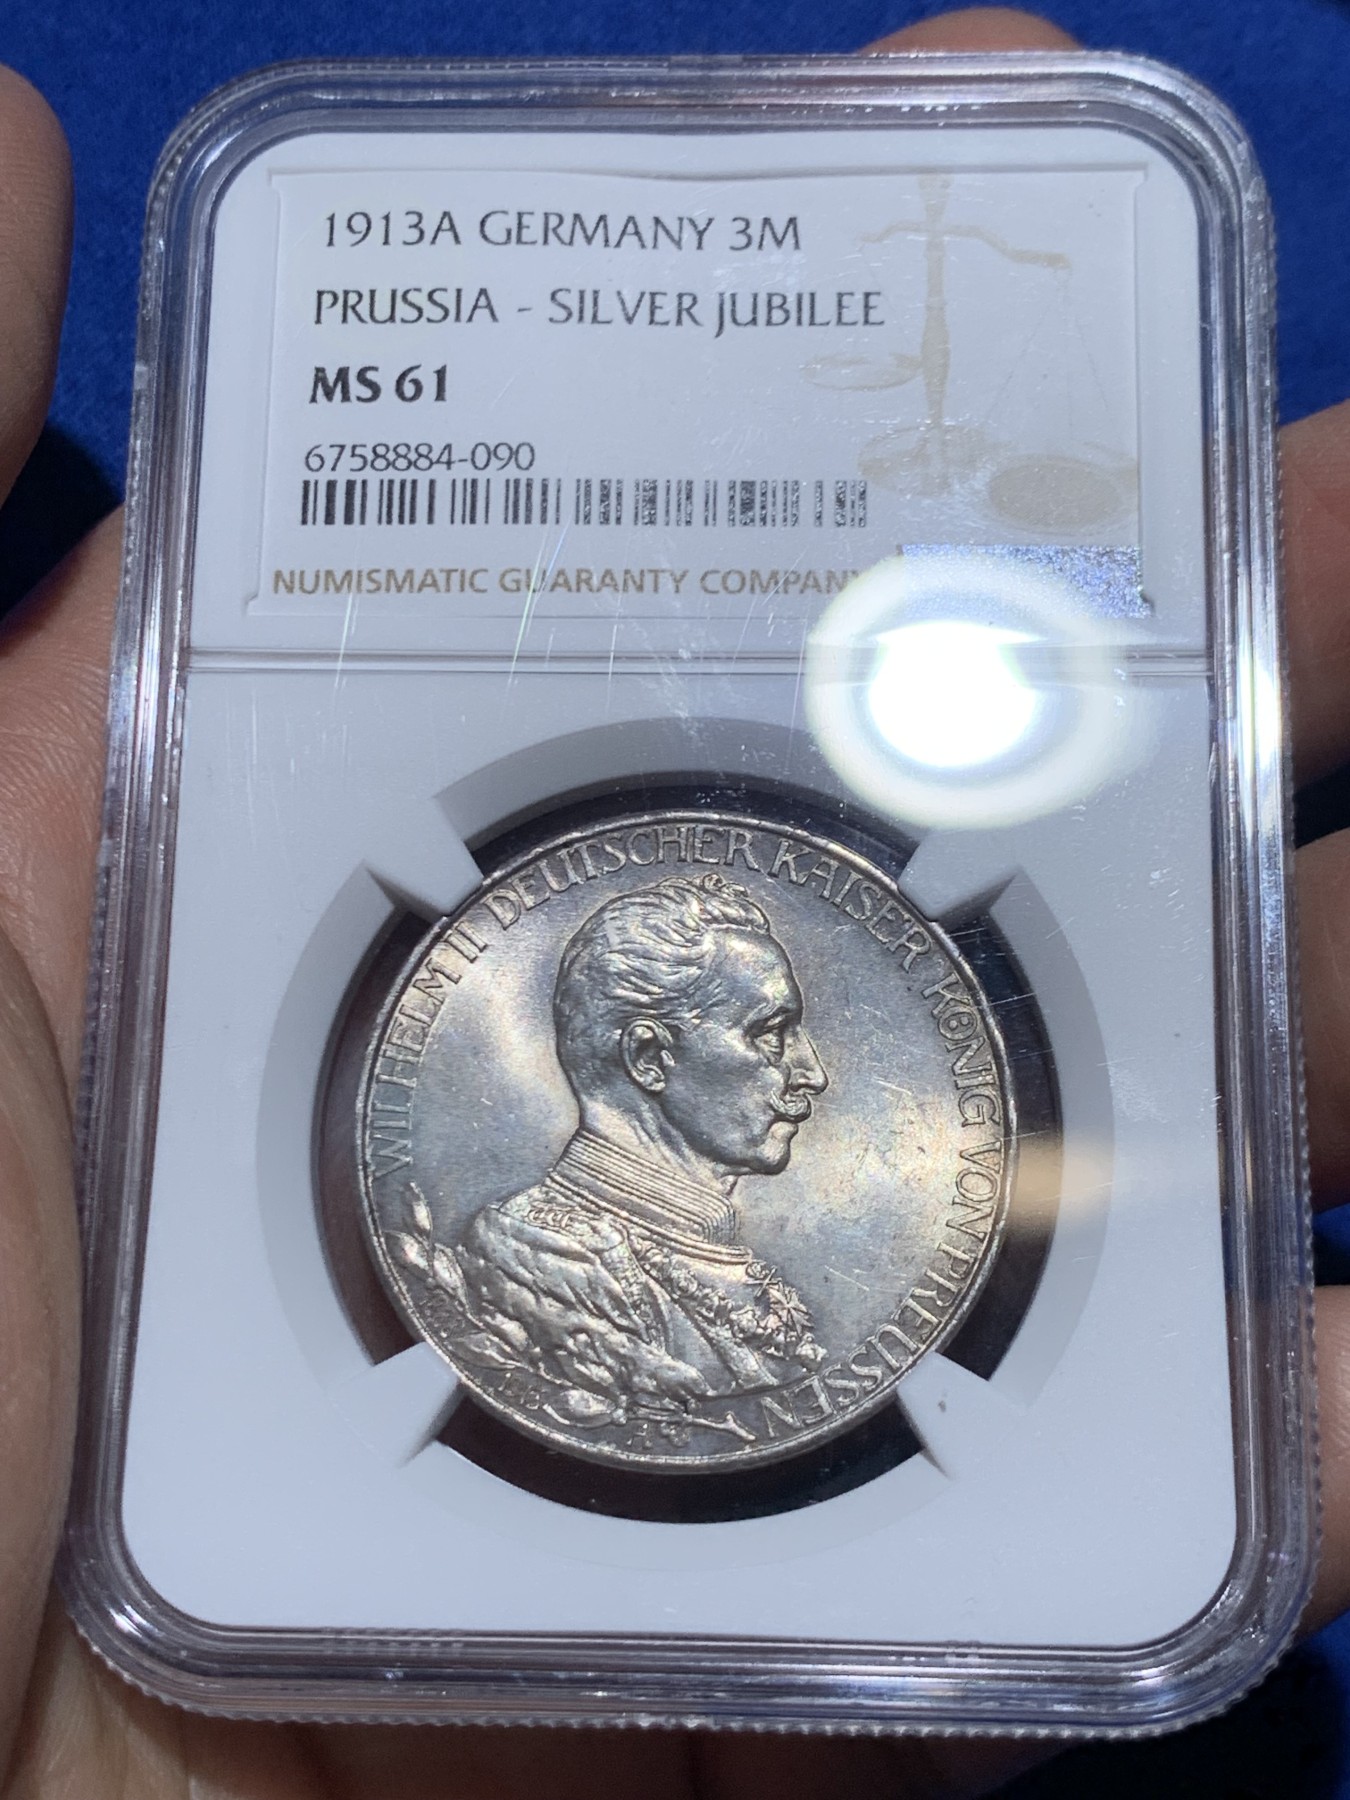 1913A GERMANY 3M
PRUSSIA - SILVER JUBILEE
MS 61
6758884-090
NUMISMATIC GUARANTY COMPANY
WILHELM II DEUTSCHER KAISER KÖNIG VON PREUSSEN
A